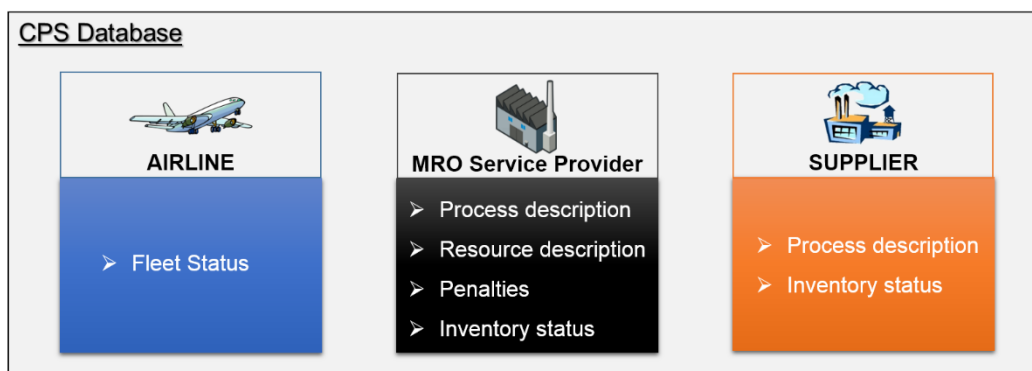 CPS Database
AIRLINE
➢ Fleet Status
MRO Service Provider
➢ Process description
➢ Resource description
➢ Penalties
➢ Inventory status
SUPPLIER
➢ Process description
➢ Inventory status